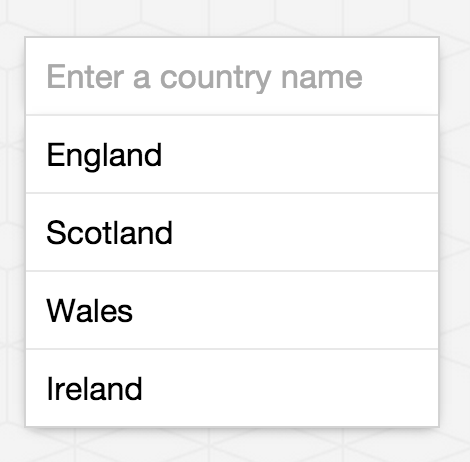 Enter a country name
England
Scotland
Wales
Ireland